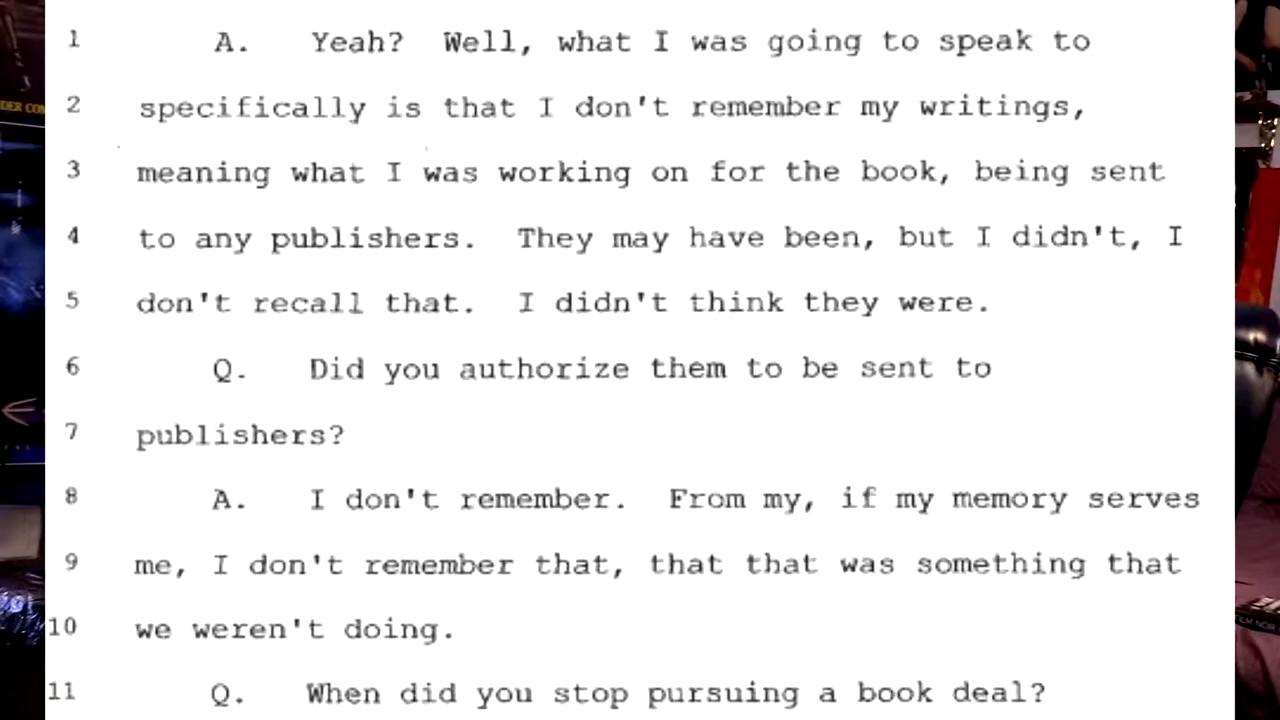 1 A. Yeah? Well, what I was going to speak to
2 specifically is that I don't remember my writings,
3 meaning what I was working on for the book, being sent
4 to any publishers. They may have been, but I didn't, I
5 don't recall that. I didn't think they were.
6 Q. Did you authorize them to be sent to
7 publishers?
8 A. I don't remember. From my, if my memory serves
9 me, I don't remember that, that that was something that
10 we weren't doing.
11 Q. When did you stop pursuing a book deal?
FILM NOIR